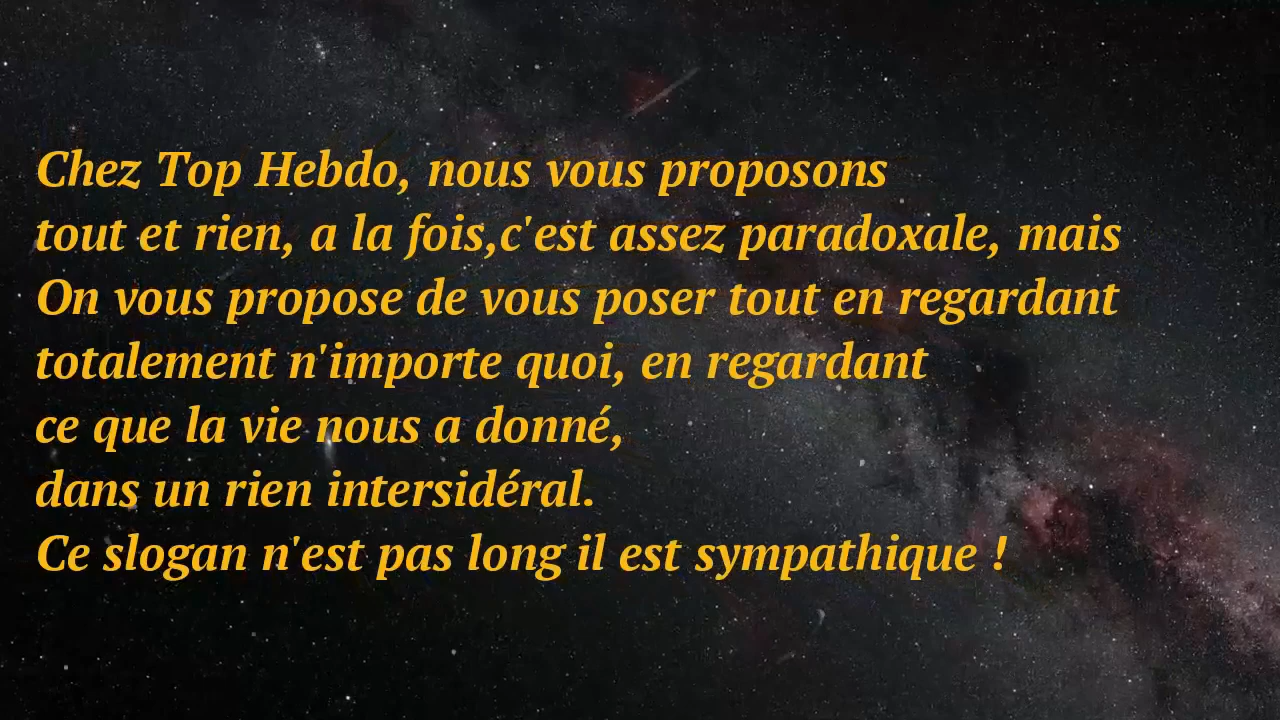 Chez Top Hebdo, nous vous proposons
tout et rien, a la fois,c'est assez paradoxale, mais
On vous propose de vous poser tout en regardant
totalement n'importe quoi, en regardant
ce que la vie nous a donné,
dans un rien intersidéral.
Ce slogan n'est pas long il est sympathique !